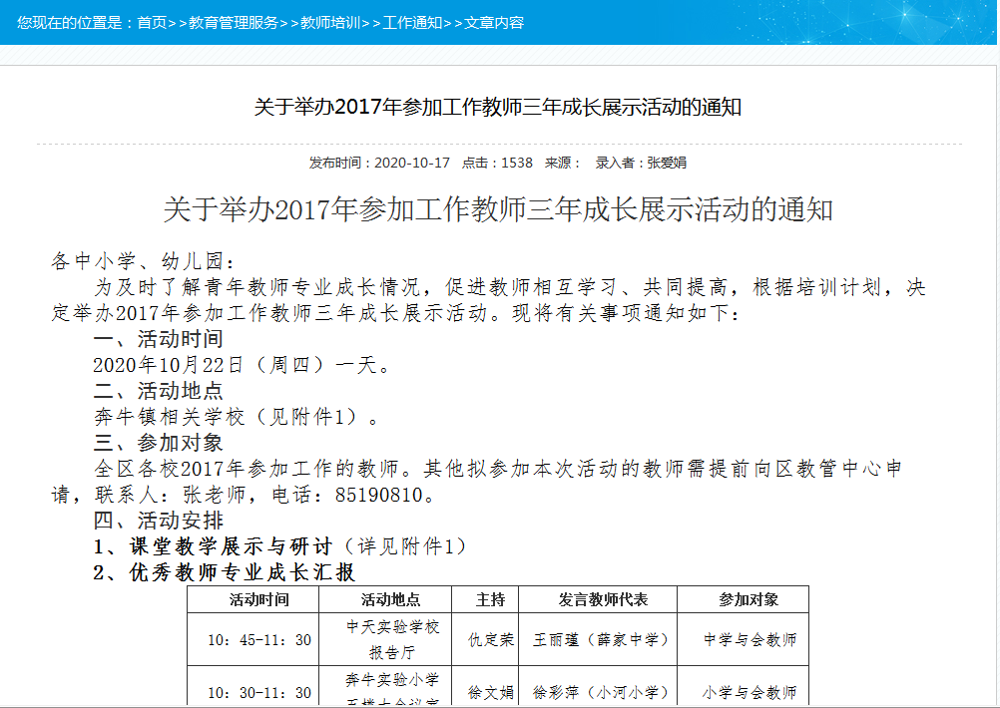 您现在的位置是：首页>>教育管理服务>>教师培训>>工作通知>>文章内容
关于举办2017年参加工作教师三年成长展示活动的通知
发布时间：2020-10-17 点击：1538 来源： 录入者：张爱娟
关于举办2017年参加工作教师三年成长展示活动的通知
各中小学、幼儿园：
为及时了解青年教师专业成长情况，促进教师相互学习、共同提高，根据培训计划，决
定举办2017年参加工作教师三年成长展示活动。现将有关事项通知如下：
一、活动时间
2020年10月22日（周四）一天。
二、活动地点
奔牛镇相关学校（见附件1）。
三、参加对象
全区各校2017年参加工作的教师。其他拟参加本次活动的教师需提前向区教管中心申
请，联系人：张老师，电话：85190810。
四、活动安排
1、课堂教学展示与研讨（详见附件1）
2、优秀教师专业成长汇报
活动时间 活动地点 主持 发言教师代表 参加对象
中天实验学校
10：45-11：30 仇定荣 王丽瑾（薛家中学） 中学与会教师
报告厅
奔牛实验小学
10：30-11：30 徐文娟 徐彩萍（小河小学） 小学与会教师